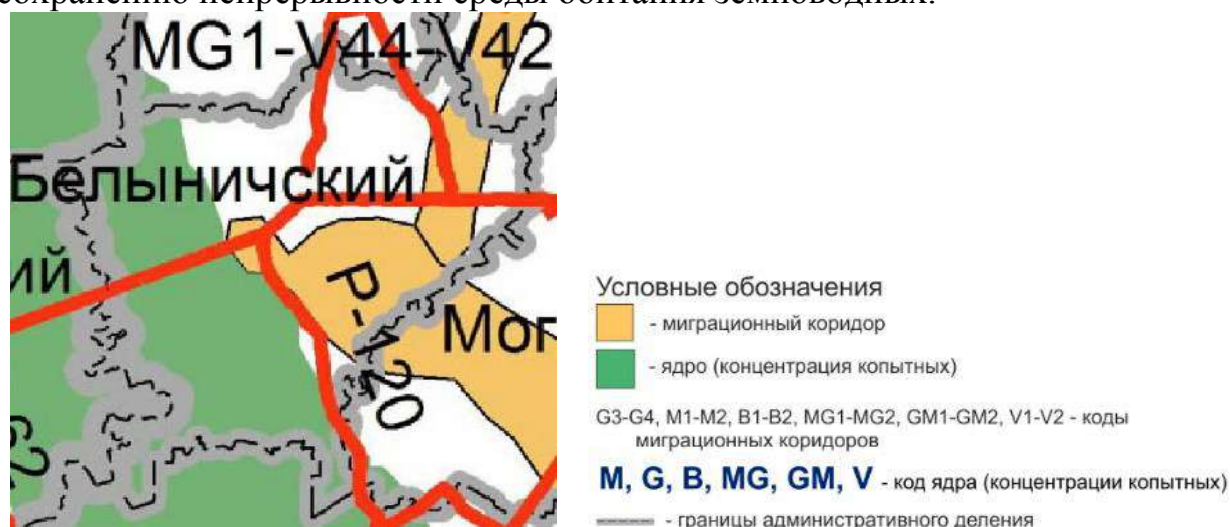 сохранению непрерывности среды обитания земноводных.
MG1-V44-V42
Белыничский
ий
Р-120
Мог
62
Условные обозначения
- миграционный коридор
- ядро (концентрация копытных)
G3-G4, M1-M2, B1-B2, MG1-MG2, GM1-GM2, V1-V2 - коды
миграционных коридоров
M, G, B, MG, GM, V - код ядра (концентрации копытных)
- границы административного деления